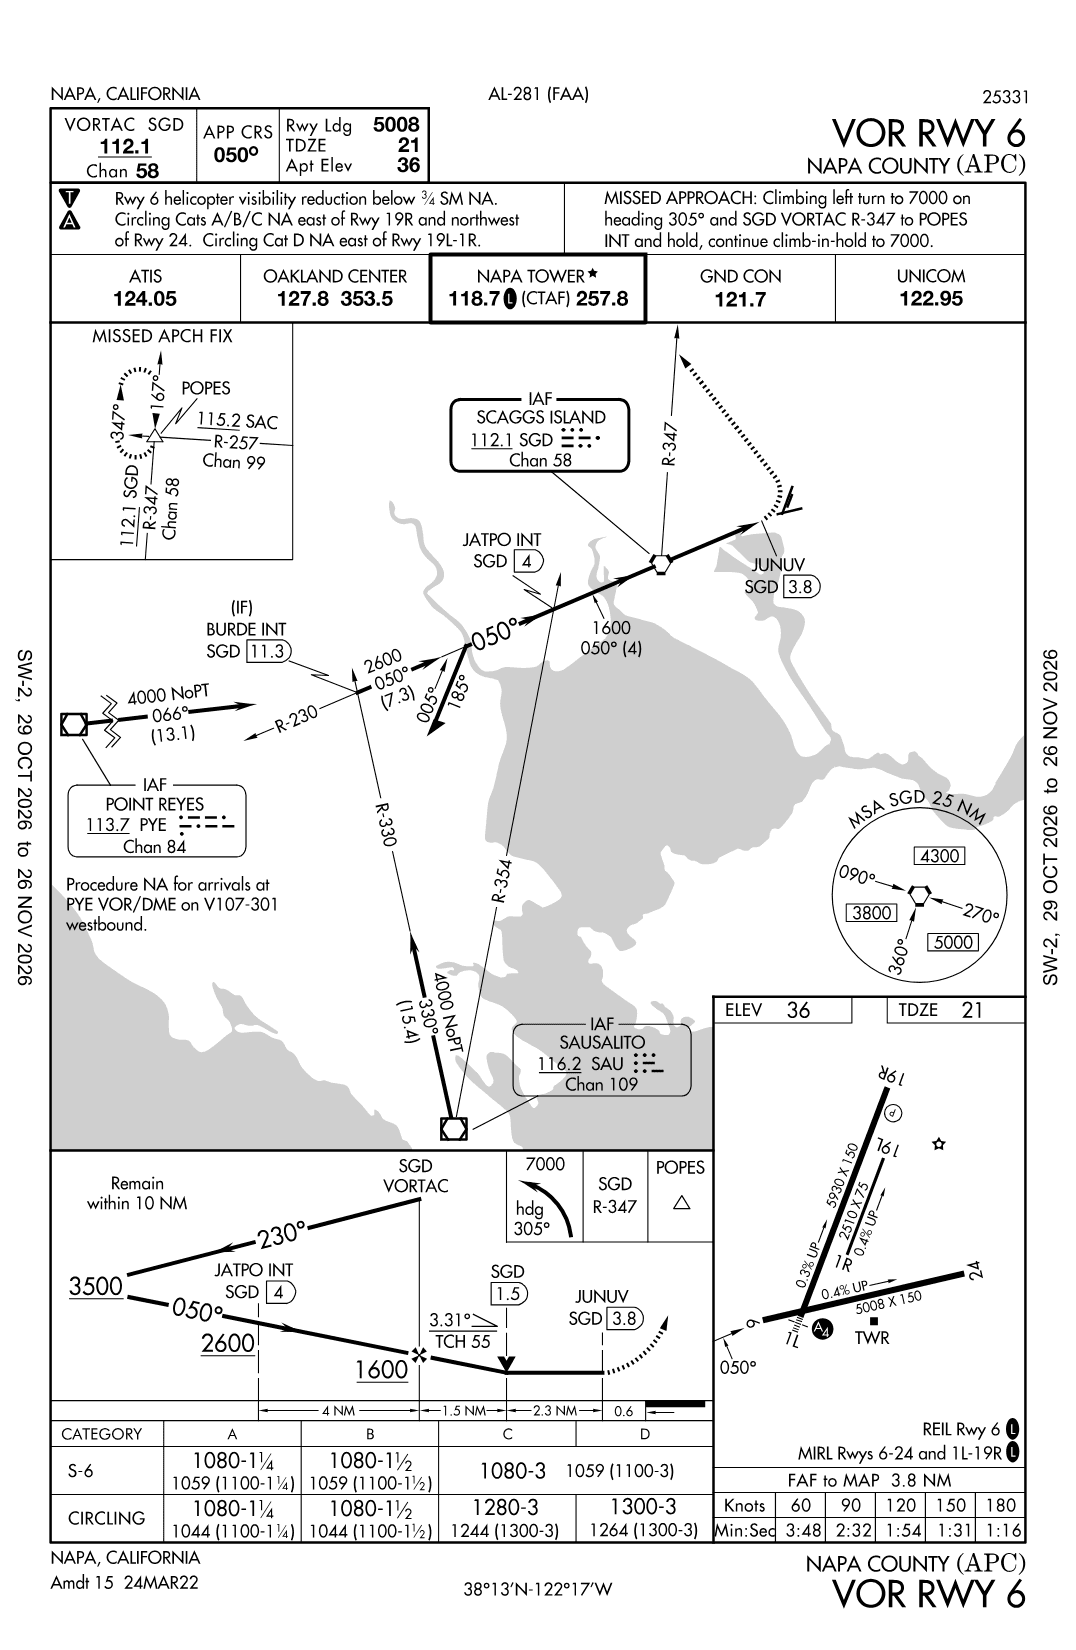 NAPA, CALIFORNIA
AL-281 (FAA)
25331
VORTAC SGD
112.1
Chan 58
APP CRS
050°
Rwy Ldg 5008
TDZE 21
Apt Elev 36
VOR RWY 6
NAPA COUNTY (APC)
T
A
Rwy 6 helicopter visibility reduction below ¾ SM NA.
Circling Cats A/B/C NA east of Rwy 19R and northwest
of Rwy 24. Circling Cat D NA east of Rwy 19L-1R.
MISSED APPROACH: Climbing left turn to 7000 on
heading 305° and SGD VORTAC R-347 to POPES
INT and hold, continue climb-in-hold to 7000.
ATIS
124.05
OAKLAND CENTER
127.8 353.5
NAPA TOWER★
118.7 L (CTAF) 257.8
GND CON
121.7
UNICOM
122.95
MISSED APCH FIX
POPES
347°
167°
115.2 SAC
R-257
Chan 99
112.1 SGD
R-347
Chan 58
IAF
SCAGGS ISLAND
112.1 SGD
Chan 58
R-347
JATPO INT
SGD 4
JUNUV
SGD 3.8
(IF)
BURDE INT
SGD 11.3
050°
1600
050° (4)
2600
050°
(7.3)
005°
185°
4000 NoPT
066°
(13.1)
R-230
IAF
POINT REYES
113.7 PYE
Chan 84
R-330
R-354
Procedure NA for arrivals at
PYE VOR/DME on V107-301
westbound.
MSA SGD 25 NM
4300
090°
3800
270°
5000
360°
4000 NoPT
330°
(15.4)
IAF
SAUSALITO
116.2 SAU
Chan 109
SW-2, 29 OCT 2026 to 26 NOV 2026
SW-2, 29 OCT 2026 to 26 NOV 2026
ELEV 36
TDZE 21
19R
P
19L
5930 X 150
2510 X 75
0.3% UP
0.4% UP
1R
0.4% UP
24
5008 X 150
6
1L
A4
TWR
050°
REIL Rwy 6 L
MIRL Rwys 6-24 and 1L-19R L
FAF to MAP 3.8 NM
Knots 60 90 120 150 180
Min:Sec 3:48 2:32 1:54 1:31 1:16
Remain
within 10 NM
SGD
VORTAC
7000
hdg
305°
SGD
R-347
POPES
230°
3500
JATPO INT
SGD 4
050°
2600
1600
3.31°
TCH 55
SGD
1.5
JUNUV
SGD 3.8
4 NM
1.5 NM
2.3 NM
0.6
CATEGORY A B C D
S-6
1080-1¼
1059 (1100-1¼)
1080-1½
1059 (1100-1½)
1080-3 1059 (1100-3)
CIRCLING
1080-1¼
1044 (1100-1¼)
1080-1½
1044 (1100-1½)
1280-3
1244 (1300-3)
1300-3
1264 (1300-3)
NAPA, CALIFORNIA
Amdt 15 24MAR22
38°13'N-122°17'W
NAPA COUNTY (APC)
VOR RWY 6